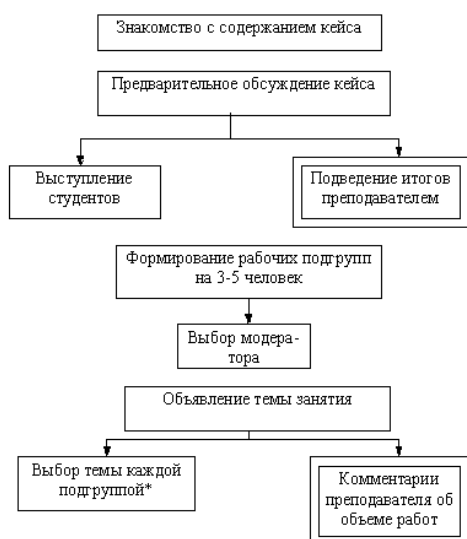 Знакомство с содержанием кейса
Предварительное обсуждение кейса
Выступление
студентов
Подведение итогов
преподавателем
Формирование рабочих подгрупп
на 3-5 человек
Выбор модера-
тора
Объявление темы занятия
Выбор темы каждой
подгруппой*
Комментарии
преподавателя об
объеме работ